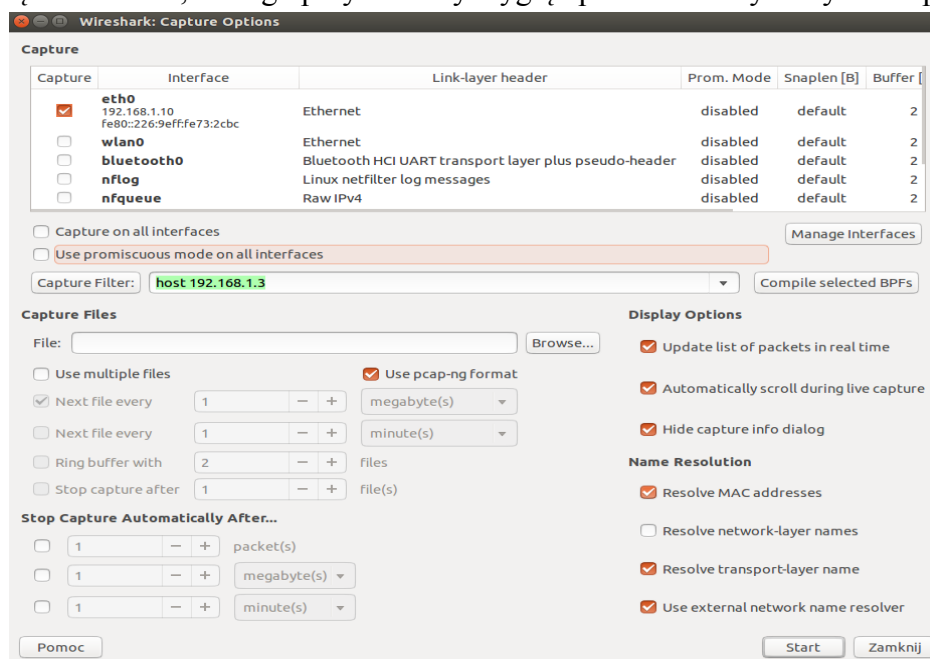 Wireshark: Capture Options
Capture
Capture Interface Link-layer header Prom. Mode Snaplen [B] Buffer [
eth0
192.168.1.10
fe80::226:9eff:fe73:2cbc
Ethernet disabled default 2
wlan0 Ethernet disabled default 2
bluetooth0 Bluetooth HCI UART transport layer plus pseudo-header disabled default 2
nflog Linux netfilter log messages disabled default 2
nfqueue Raw IPv4 disabled default 2
Capture on all interfaces
Manage Interfaces
Use promiscuous mode on all interfaces
Capture Filter: host 192.168.1.3 Compile selected BPFs
Capture Files
File: Browse...
Use multiple files Use pcap-ng format
Next file every 1 − + megabyte(s)
Next file every 1 − + minute(s)
Ring buffer with 2 − + files
Stop capture after 1 − + file(s)
Stop Capture Automatically After...
1 − + packet(s)
1 − + megabyte(s)
1 − + minute(s)
Display Options
Update list of packets in real time
Automatically scroll during live capture
Hide capture info dialog
Name Resolution
Resolve MAC addresses
Resolve network-layer names
Resolve transport-layer name
Use external network name resolver
Pomoc Start Zamknij